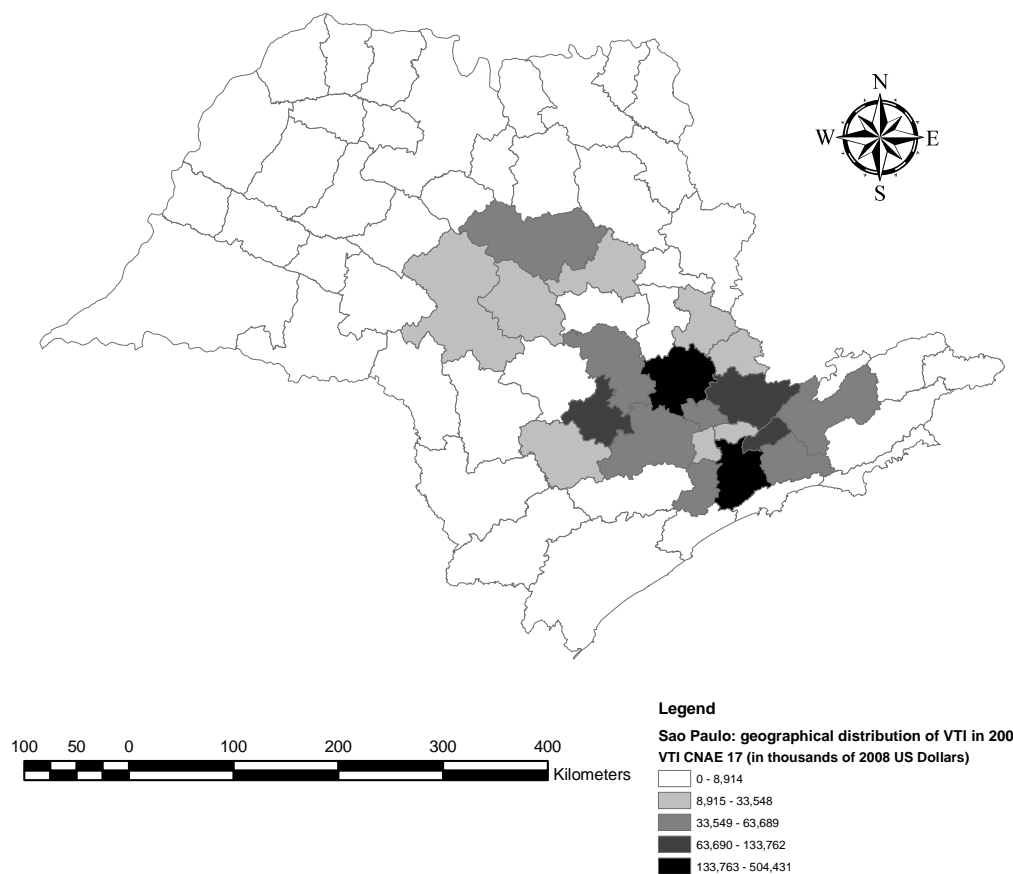 N
W E
S
100 50 0 100 200 300 400
Kilometers
Legend
Sao Paulo: geographical distribution of VTI in 200
VTI CNAE 17 (in thousands of 2008 US Dollars)
0 - 8,914
8,915 - 33,548
33,549 - 63,689
63,690 - 133,762
133,763 - 504,431